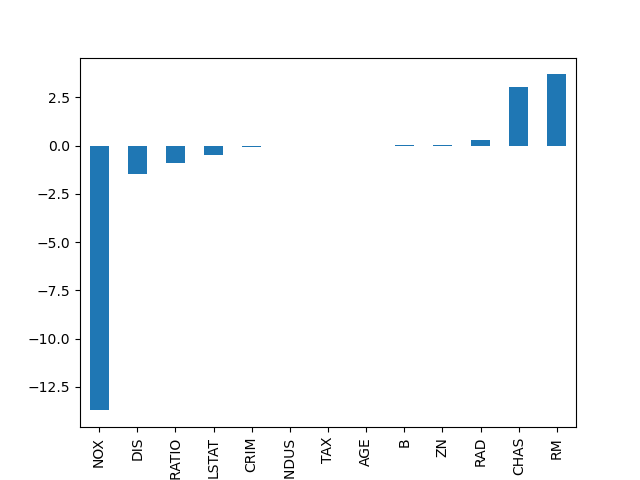 2.5
0.0
−2.5
−5.0
−7.5
−10.0
−12.5
NOX
DIS
RATIO
LSTAT
CRIM
NDUS
TAX
AGE
B
ZN
RAD
CHAS
RM